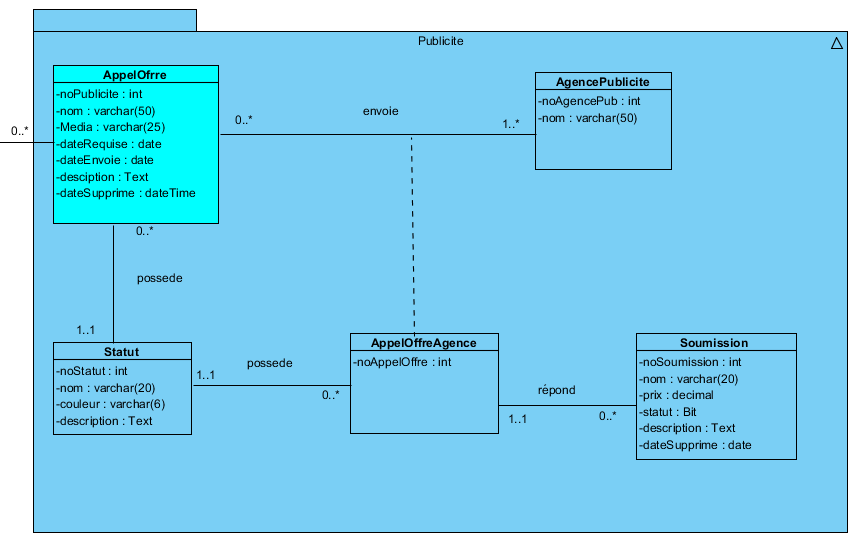 Publicite
AppelOfrre
-noPublicite : int
-nom : varchar(50)
-Media : varchar(25)
-dateRequise : date
-dateEnvoie : date
-desciption : Text
-dateSupprime : dateTime
0..*
0..*
envoie
1..*
AgencePublicite
-noAgencePub : int
-nom : varchar(50)
0..*
possede
1..1
Statut
-noStatut : int
-nom : varchar(20)
-couleur : varchar(6)
-description : Text
1..1
possede
0..*
AppelOffreAgence
-noAppelOffre : int
1..1
répond
0..*
Soumission
-noSoumission : int
-nom : varchar(20)
-prix : decimal
-statut : Bit
-description : Text
-dateSupprime : date